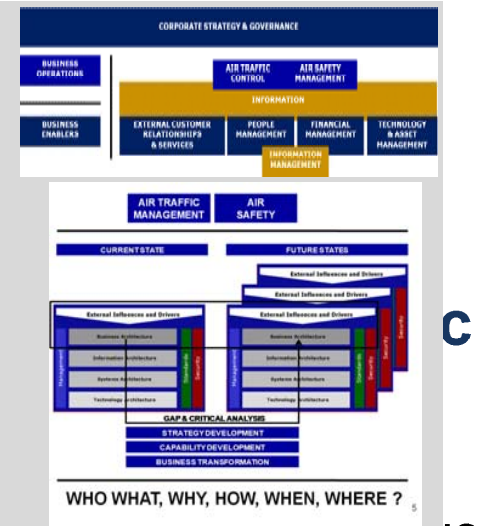 CORPORATE STRATEGY & GOVERNANCE
BUSINESS
OPERATIONS
AIR TRAFFIC
CONTROL
AIR SAFETY
MANAGEMENT
INFORMATION
BUSINESS
ENABLERS
EXTERNAL CUSTOMER
RELATIONSHIPS
& SERVICES
PEOPLE
MANAGEMENT
FINANCIAL
MANAGEMENT
TECHNOLOGY
& ASSET
MANAGEMENT
INFORMATION
MANAGEMENT
AIR TRAFFIC
MANAGEMENT
AIR
SAFETY
CURRENT STATE
FUTURE STATES
External Influences and Drivers
External Influences and Drivers
External Influences and Drivers
External Influences and Drivers
Management
Business Architecture
Information Architecture
Systems Architecture
Technology Architecture
Standards
Security
Management
Business Architecture
Information Architecture
Systems Architecture
Technology Architecture
Standards
Security
Security
Security
C
GAP & CRITICAL ANALYSIS
STRATEGY DEVELOPMENT
CAPABILITY DEVELOPMENT
BUSINESS TRANSFORMATION
WHO WHAT, WHY, HOW, WHEN, WHERE ?
5